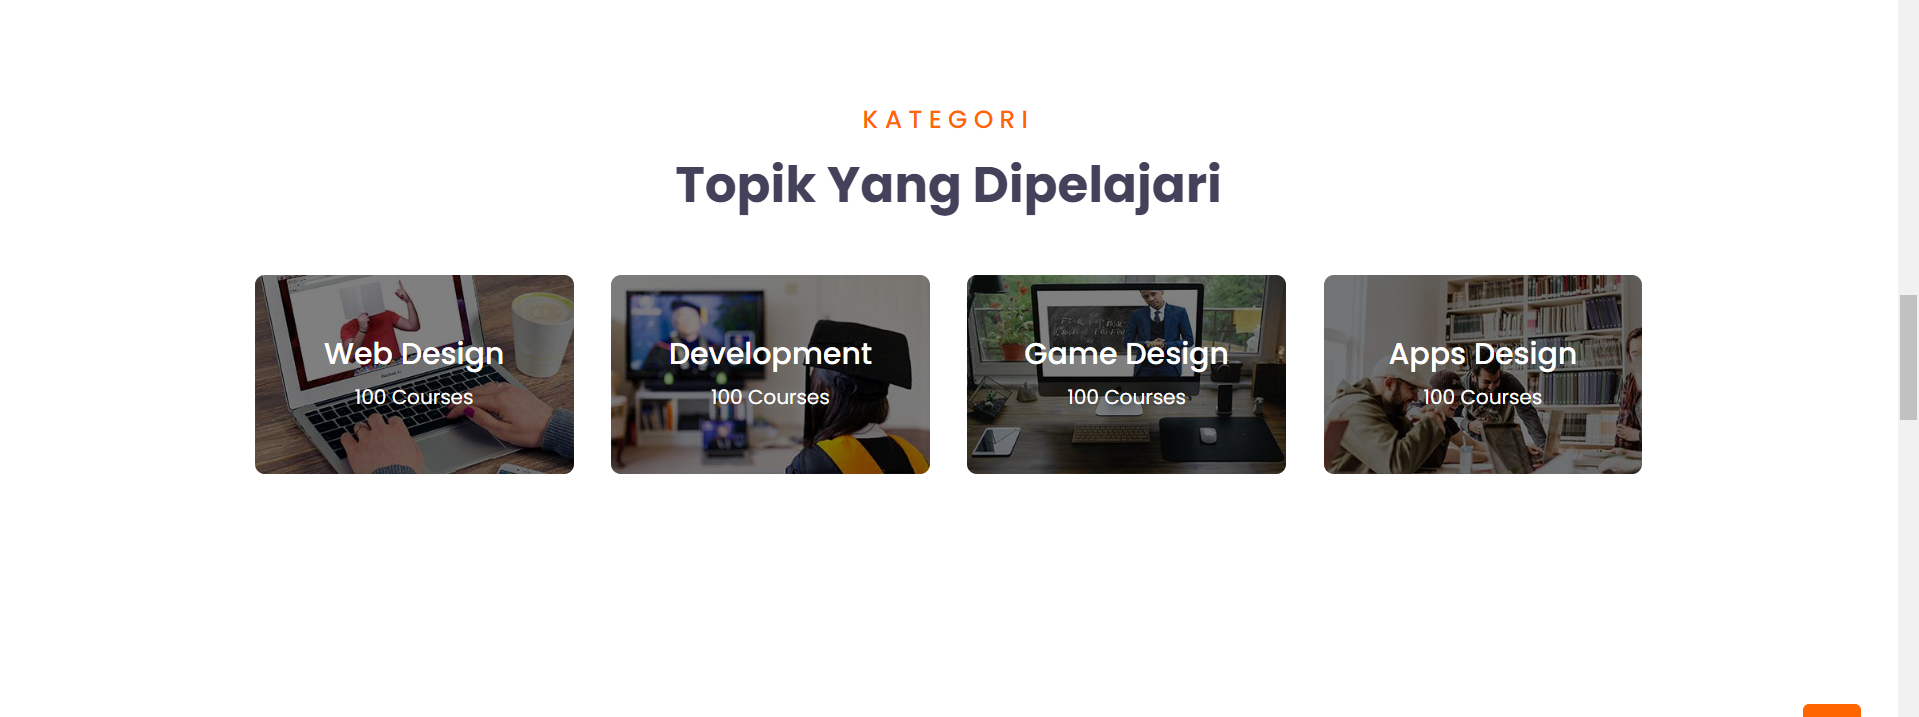 KATEGORI
Topik Yang Dipelajari
Web Design
100 Courses
Development
100 Courses
Game Design
100 Courses
Apps Design
100 Courses